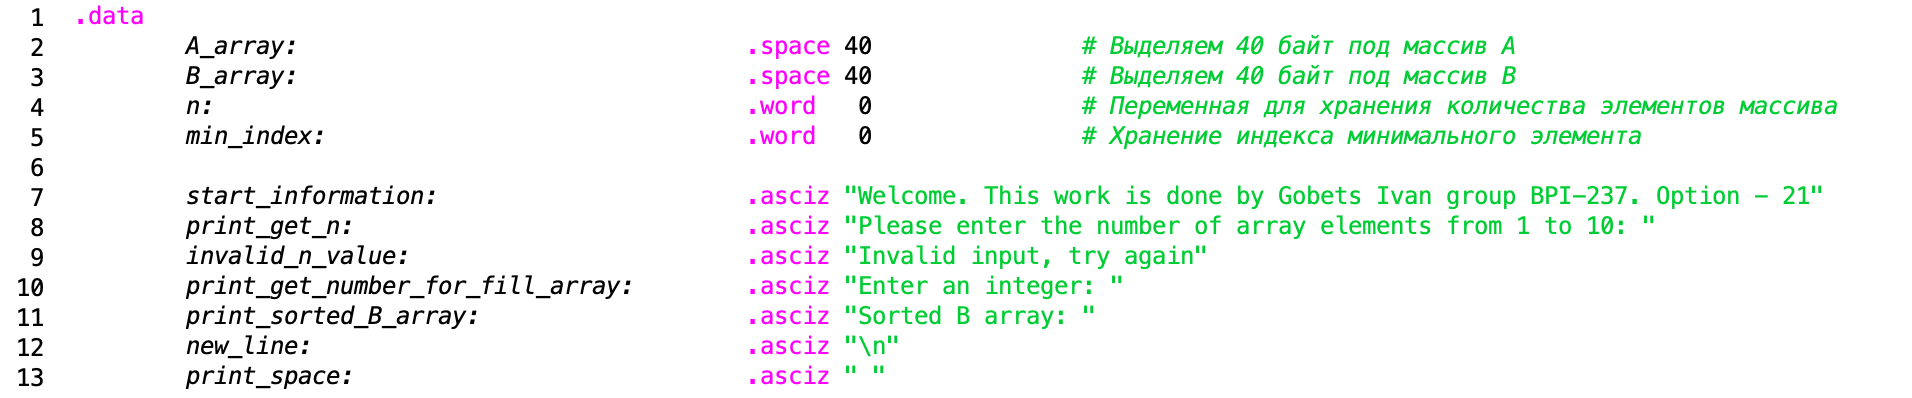 1 .data
2 A_array: .space 40 # Выделяем 40 байт под массив A
3 B_array: .space 40 # Выделяем 40 байт под массив B
4 n: .word 0 # Переменная для хранения количества элементов массива
5 min_index: .word 0 # Хранение индекса минимального элемента
6
7 start_information: .asciz "Welcome. This work is done by Gobets Ivan group BPI-237. Option - 21"
8 print_get_n: .asciz "Please enter the number of array elements from 1 to 10: "
9 invalid_n_value: .asciz "Invalid input, try again"
10 print_get_number_for_fill_array: .asciz "Enter an integer: "
11 print_sorted_B_array: .asciz "Sorted B array: "
12 new_line: .asciz "\n"
13 print_space: .asciz " "